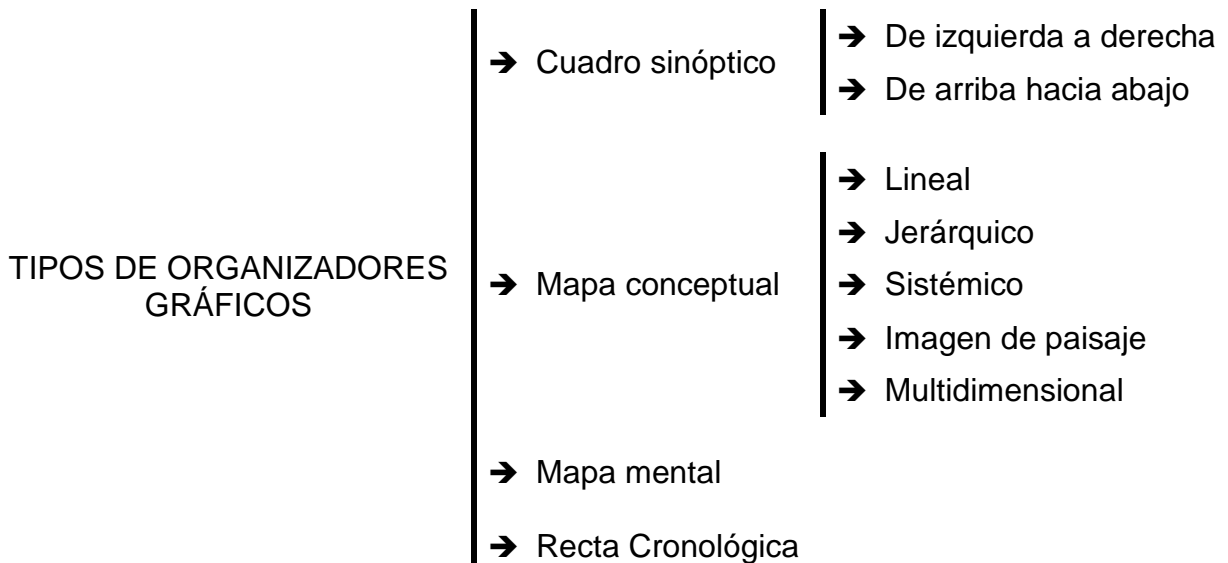 TIPOS DE ORGANIZADORES
GRÁFICOS
➔ Cuadro sinóptico
➔ De izquierda a derecha
➔ De arriba hacia abajo
➔ Mapa conceptual
➔ Lineal
➔ Jerárquico
➔ Sistémico
➔ Imagen de paisaje
➔ Multidimensional
➔ Mapa mental
➔ Recta Cronológica